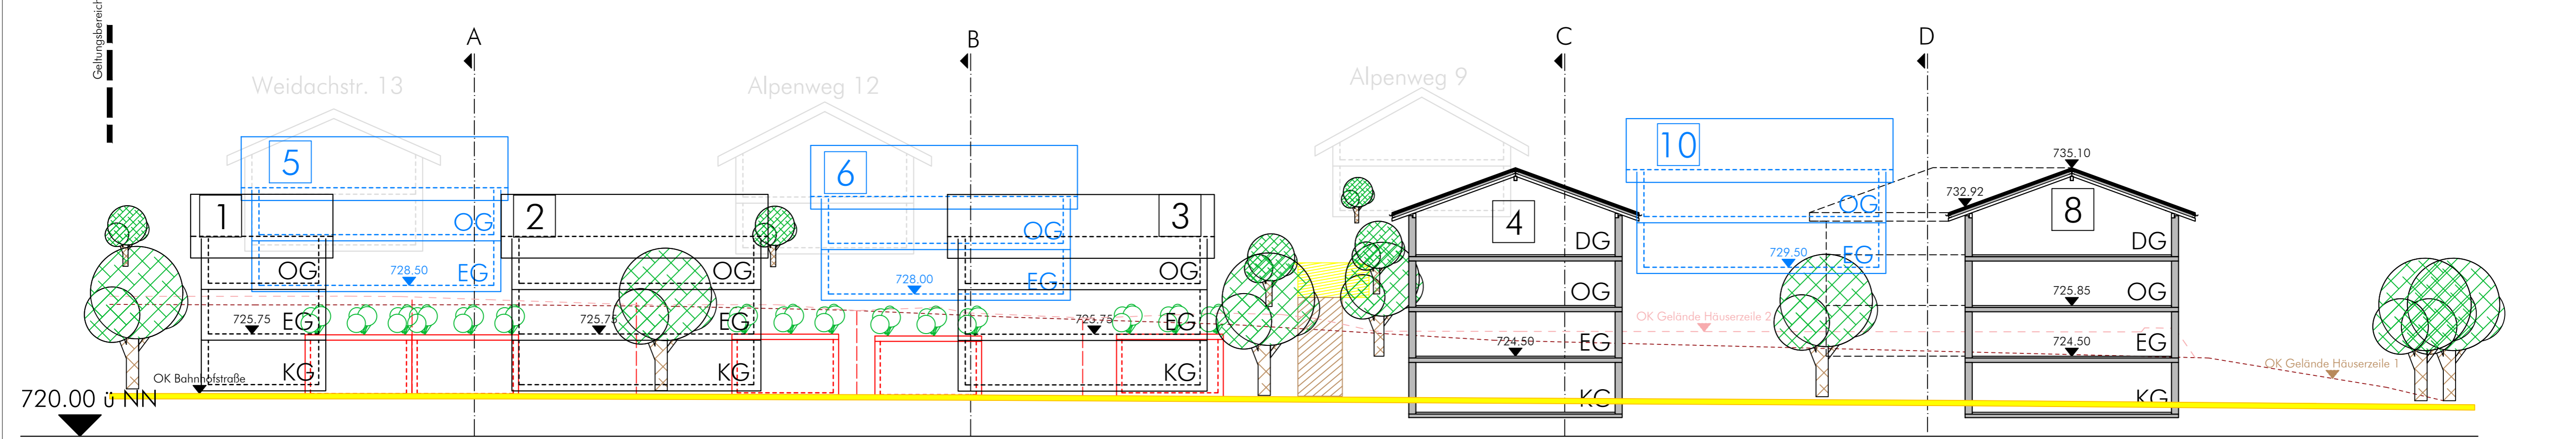 Geltungsbereich
A
B
C
D
Weidachstr. 13
Alpenweg 12
Alpenweg 9
5
6
10
735.10
732.92
1
2
3
4
8
OG
OG
OG
DG
DG
OG
OG
OG
EG
EG
EG
728.50
728.00
729.50
OG
725.85
OG
725.75
EG
725.75
EG
725.75
EG
OK Gelände Häuserzeile 2
724.50
EG
724.50
EG
OK Gelände Häuserzeile 1
KG
KG
KG
OK Bahnhofstraße
720.00 ü NN
KG
KG